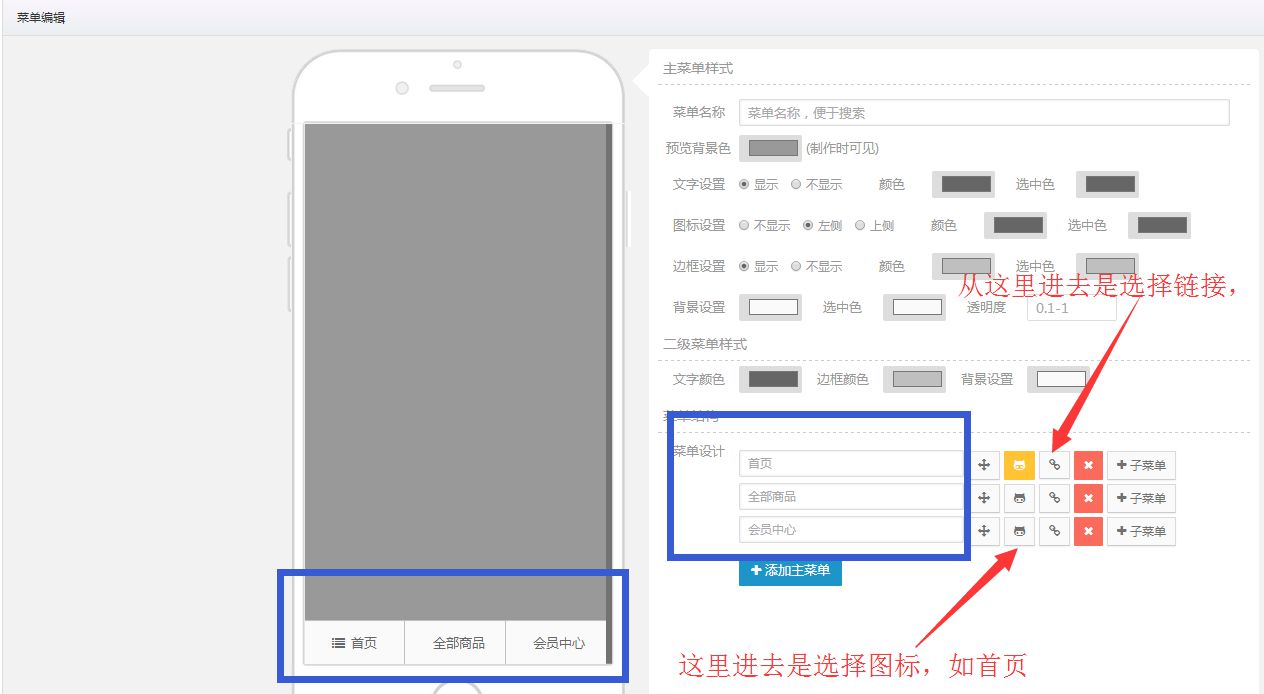 菜单编辑
主菜单样式
菜单名称 菜单名称，便于搜索
预览背景色 (制作时可见)
文字设置 显示 不显示 颜色 选中色
图标设置 不显示 左侧 上侧 颜色 选中色
边框设置 显示 不显示 颜色 选中色
从这里进去是选择链接，
背景设置 选中色 透明度 0.1-1
二级菜单样式
文字颜色 边框颜色 背景设置
菜单结构
菜单设计
首页 子菜单
全部商品 子菜单
会员中心 子菜单
添加主菜单
首页 全部商品 会员中心
这里进去是选择图标，如首页